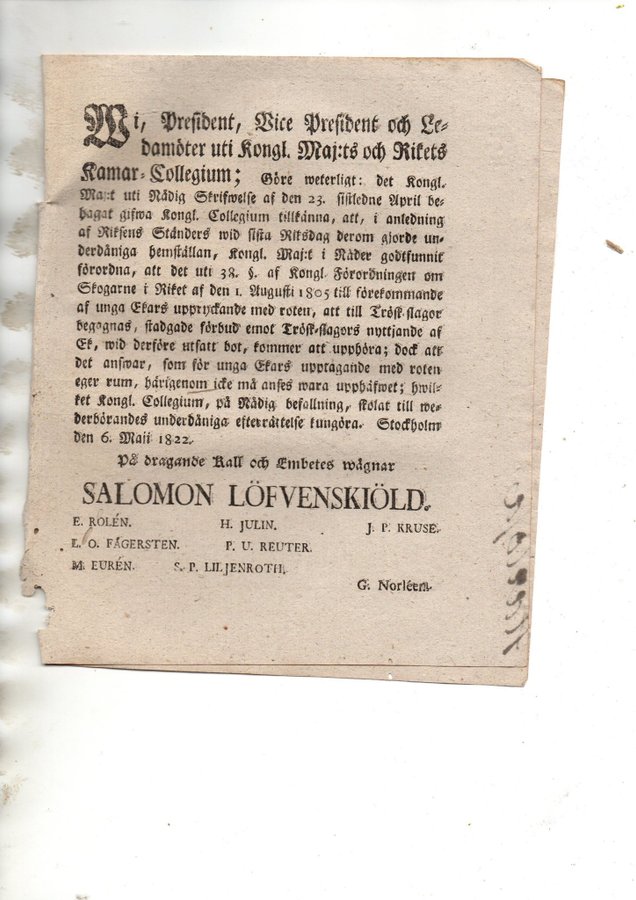 Wi, President, Vice President och Le-
damöter uti Kongl. Maj:ts och Rikets
Kamar-Collegium; Göre weterligt: det Kongl.
Maj:t uti Nådig Skrifwelse af den 23. sistledne April be-
hagat gifwa Kongl. Collegium tillkänna, att, i anledning
af Riksens Ständers wid sista Riksdag derom gjorde un-
derdåniga hemställan, Kongl. Maj:t i Nåder godtfunnit
förordna, att det uti 38. §. af Kongl. Förordningen om
Skogarne i Riket af den 1. Augusti 1805 till förekommande
af unga Ekars uppryckande med roten, att till Trösk-slagor
begagnas, stadgade förbud emot Trösk-slagors nyttjande af
Ek, wid derföre utsatt bot, kommer att upphöra; dock att
det answar, som för unga Ekars upptagande med roten
eger rum, härigenom icke må anses wara upphäfwet; hwil-
ket Kongl. Collegium, på Nådig befallning, skolat till we-
derbörandes underdåniga efterrättelse kungöra. Stockholm
den 6. Maji 1822.
På dragande Kall och Embetes wägnar
SALOMON LÖFVENSKIÖLD.
E. ROLÉN. H. JULIN. J. P. KRUSE.
L. O. FÅGERSTEN. P. U. REUTER.
M. EURÉN. S. P. LILJENROTH.
G. Norléem.